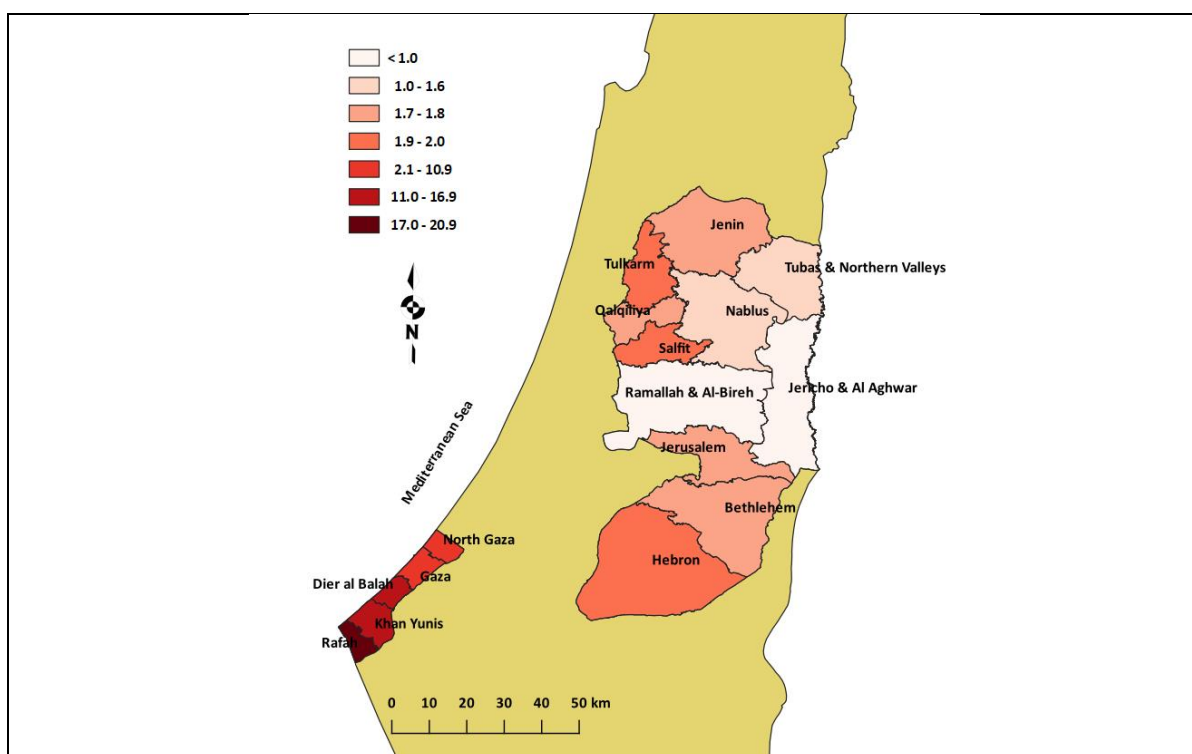 < 1.0
1.0 - 1.6
1.7 - 1.8
1.9 - 2.0
2.1 - 10.9
11.0 - 16.9
17.0 - 20.9
N
Mediterranean Sea
Jenin
Tulkarm
Tubas & Northern Valleys
Qalqiliya
Nablus
Salfit
Ramallah & Al-Bireh
Jericho & Al Aghwar
Jerusalem
Bethlehem
Hebron
North Gaza
Gaza
Dier al Balah
Khan Yunis
Rafah
0 10 20 30 40 50 km